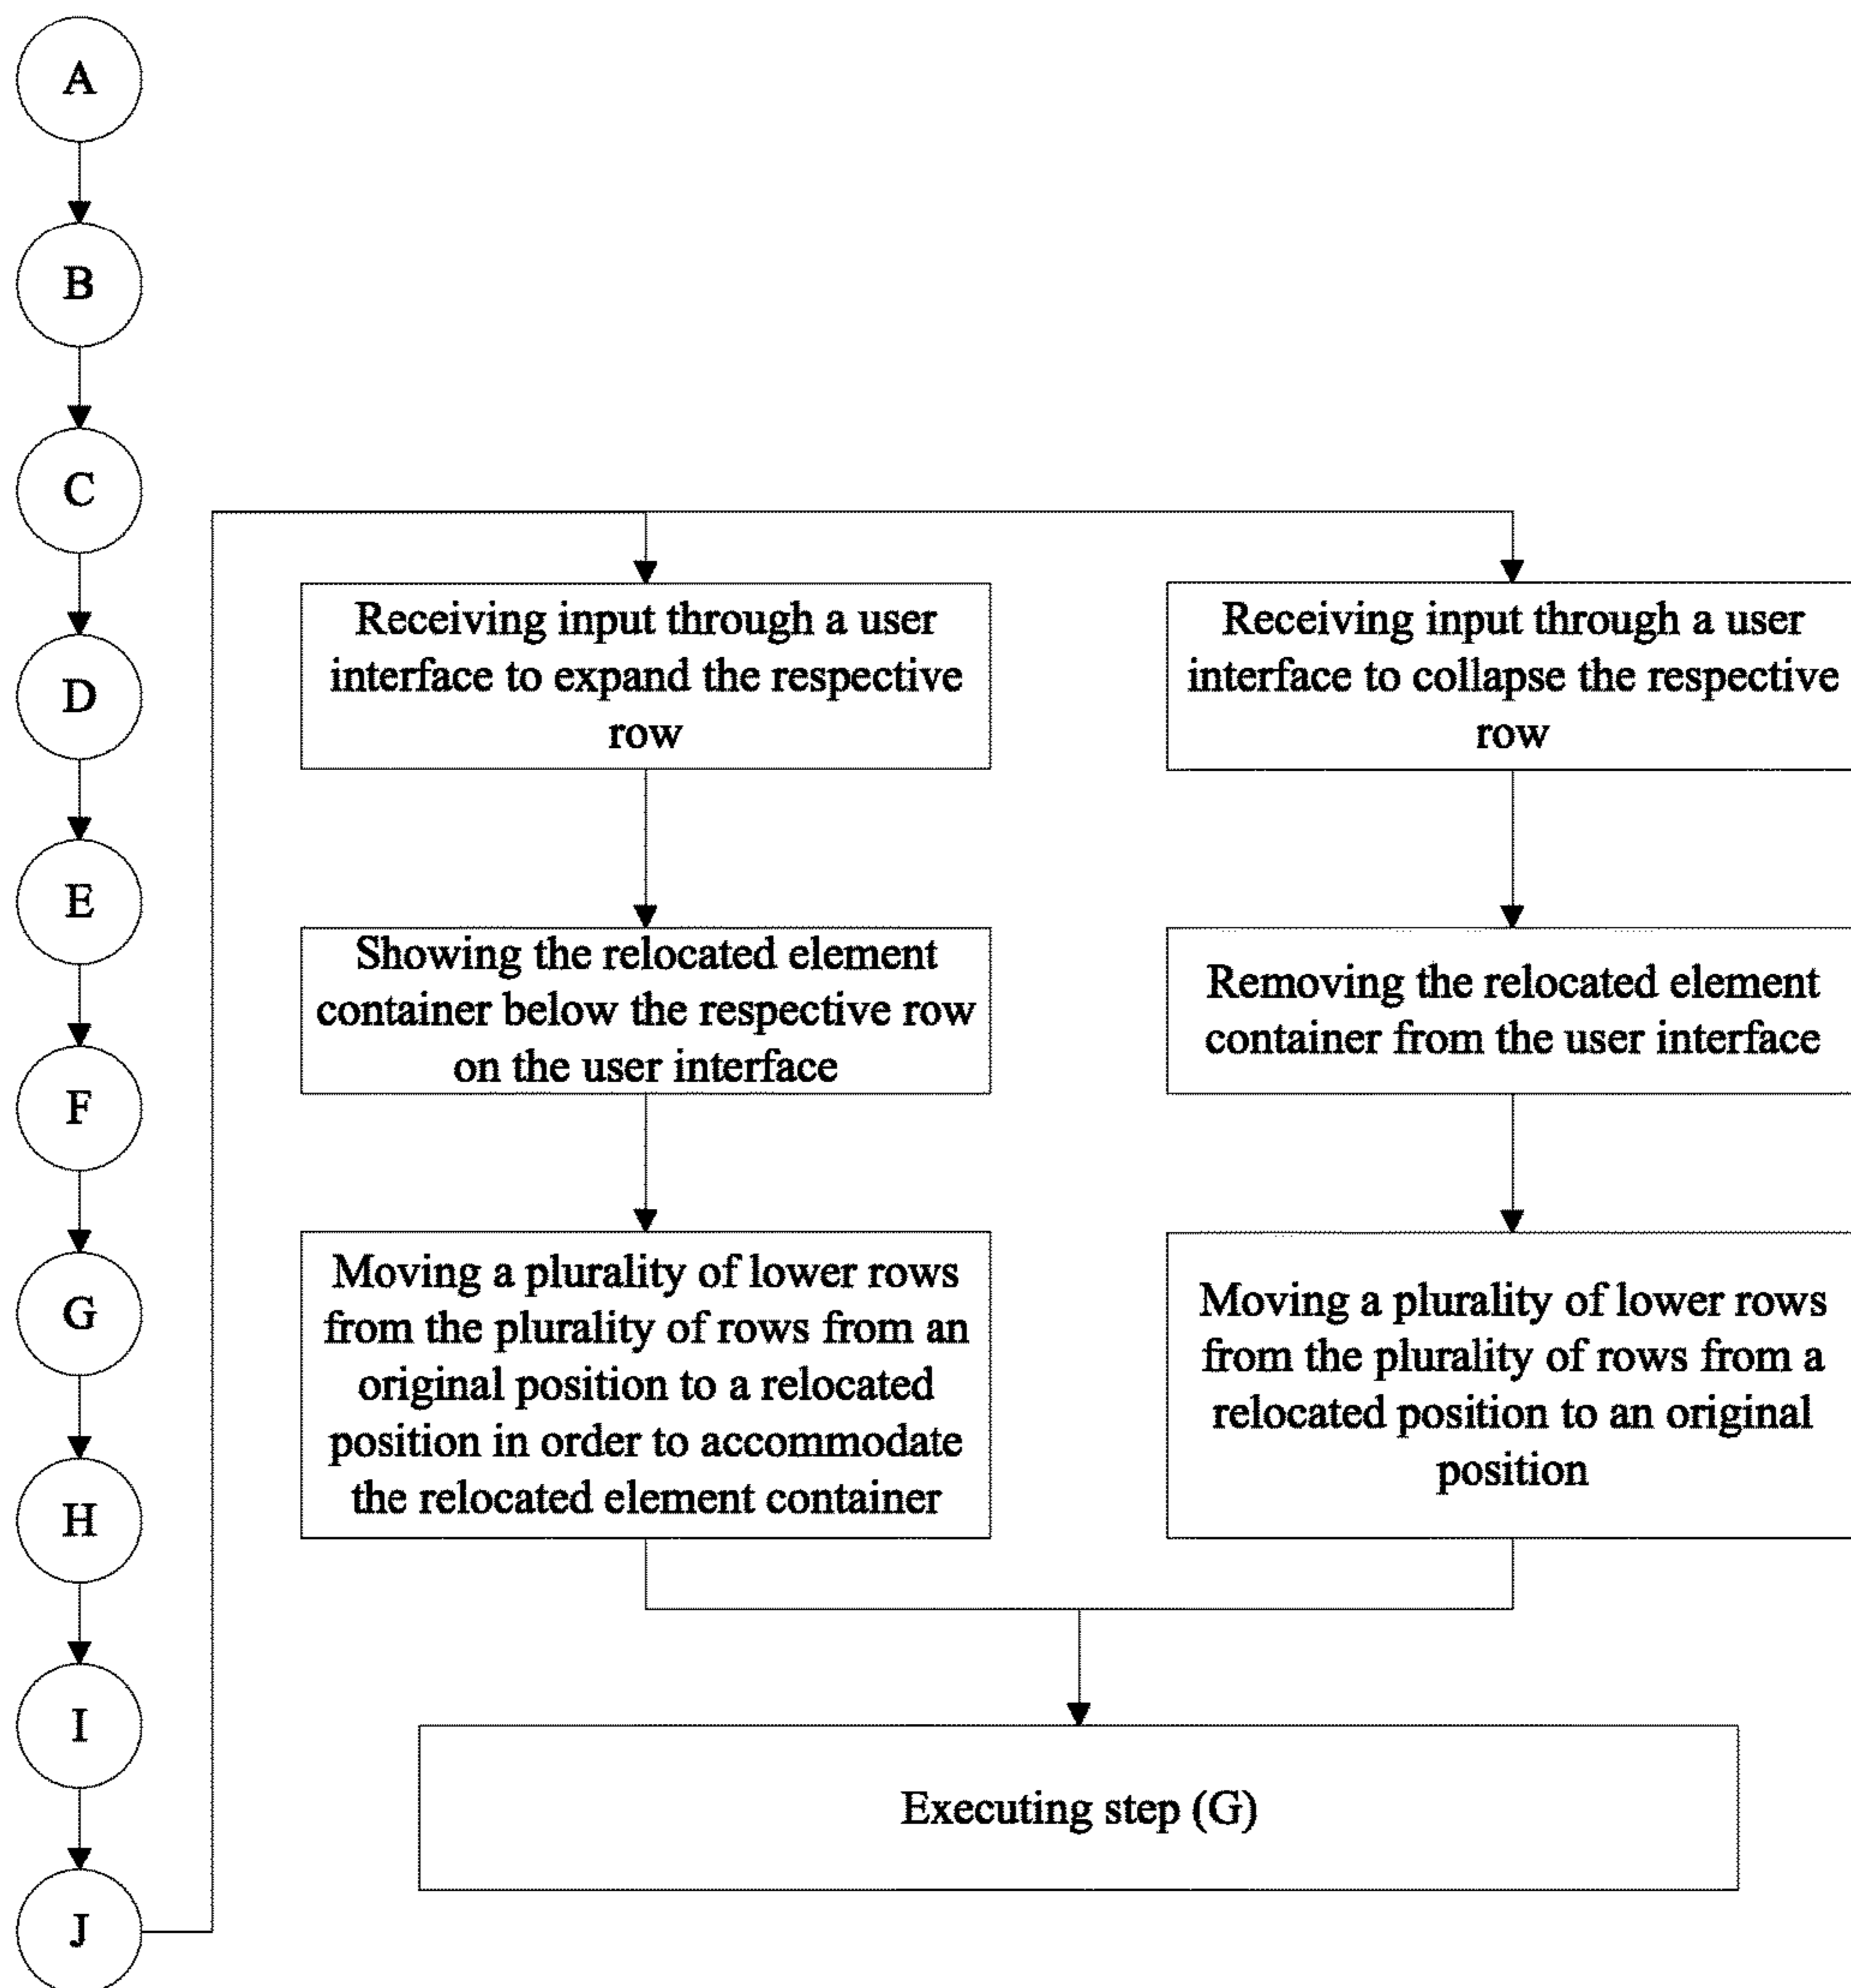 A
B
C
D
E
F
G
H
I
J
Receiving input through a user
interface to expand the respective
row
Showing the relocated element
container below the respective row
on the user interface
Moving a plurality of lower rows
from the plurality of rows from an
original position to a relocated
position in order to accommodate
the relocated element container
Receiving input through a user
interface to collapse the respective
row
Removing the relocated element
container from the user interface
Moving a plurality of lower rows
from the plurality of rows from a
relocated position to an original
position
Executing step (G)